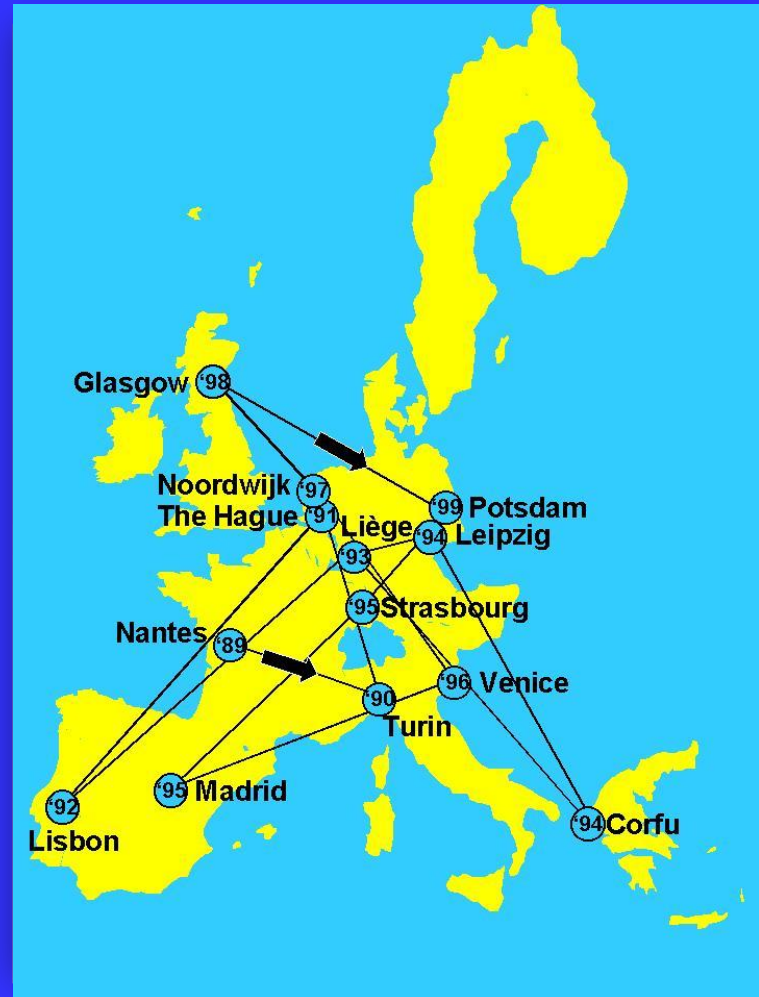 Glasgow ‘98
Noordwijk ‘97
The Hague ‘91
‘99 Potsdam
Liège ‘93
‘94 Leipzig
‘95 Strasbourg
Nantes ‘89
‘96 Venice
‘90
Turin
‘95 Madrid
‘92
Lisbon
‘94 Corfu